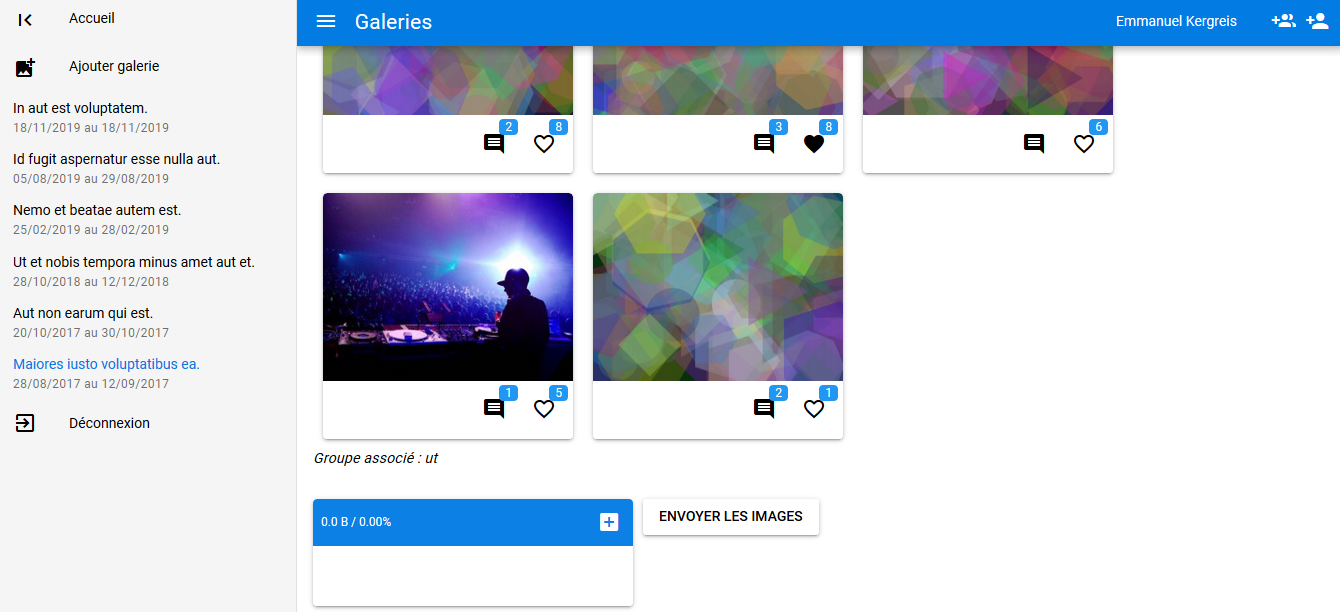 Accueil
Ajouter galerie
In aut est voluptatem.
18/11/2019 au 18/11/2019
Id fugit aspernatur esse nulla aut.
05/08/2019 au 29/08/2019
Nemo et beatae autem est.
25/02/2019 au 28/02/2019
Ut et nobis tempora minus amet aut et.
28/10/2018 au 12/12/2018
Aut non earum qui est.
20/10/2017 au 30/10/2017
Maiores iusto voluptatibus ea.
28/08/2017 au 12/09/2017
Déconnexion
Galeries
Emmanuel Kergreis
2 8
3 8
6
1 5
2 1
Groupe associé : ut
0.0 B / 0.00%
ENVOYER LES IMAGES